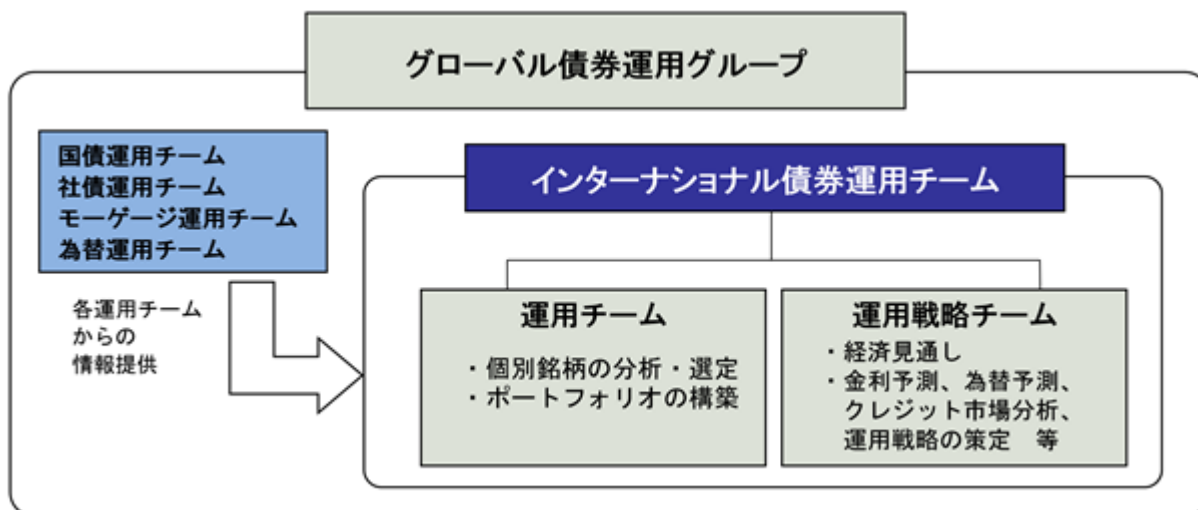 グローバル債券運用グループ
国債運用チーム
社債運用チーム
モーゲージ運用チーム
為替運用チーム
各運用チーム
からの
情報提供
インターナショナル債券運用チーム
運用チーム
・個別銘柄の分析・選定
・ポートフォリオの構築
運用戦略チーム
・経済見通し
・金利予測、為替予測、
クレジット市場分析、
運用戦略の策定　等